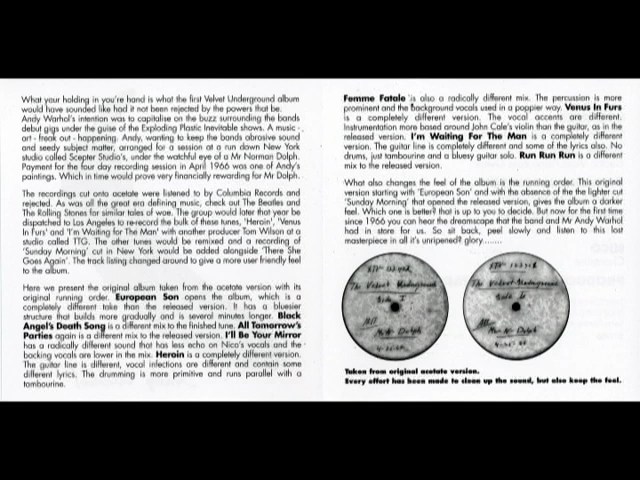 What your holding in you're hand is what the first Velvet Underground album
would have sounded like had it not been rejected by the powers that be.
Andy Warhol's intention was to capitalise on the buzz surrounding the bands
debut gigs under the guise of the Exploding Plastic Inevitable shows. A music -
art - freak out - happening. Andy, wanting to keep the bands abrasive sound
and seedy subject matter, arranged for a session at a run down New York
studio called Scepter Studio's, under the watchful eye of a Mr Norman Dolph.
Payment for the four day recording session in April 1966 was one of Andy's
paintings. Which in time would prove very financially rewarding for Mr Dolph.
The recordings cut onto acetate were listened to by Columbia Records and
rejected. As was all the great era defining music, check out The Beatles and
The Rolling Stones for similar tales of woe. The group would later that year be
dispatched to Los Angeles to re-record the bulk of these tunes, 'Heroin', 'Venus
In Furs' and 'I'm Waiting for The Man' with another producer Tom Wilson at a
studio called TTG. The other tunes would be remixed and a recording of
'Sunday Morning' cut in New York would be added alongside 'There She
Goes Again'. The track listing changed around to give a more user friendly feel
to the album.
Here we present the original album taken from the acetate version with its
original running order. European Son opens the album, which is a
completely different take than the released version. It has a bluesier
structure that builds more gradually and is several minutes longer. Black
Angel's Death Song is a different mix to the finished tune. All Tomorrow's
Parties again is a different mix to the released version. I'll Be Your Mirror
has a radically different sound that has less echo on Nico's vocals and the
backing vocals are lower in the mix. Heroin is a completely different version.
The guitar line is different, vocal infections are different and contain some
different lyrics. The drumming is more primitive and runs parallel with a
tambourine.
Femme Fatale is also a radically different mix. The percussion is more
prominent and the background vocals used in a poppier way. Venus In Furs
is a completely different version. The vocal accents are different.
Instrumentation more based around John Cale's violin than the guitar, as in the
released version. I'm Waiting For The Man is a completely different
version. The guitar line is completely different and some of the lyrics also. No
drums, just tambourine and a bluesy guitar solo. Run Run Run is a different
mix to the released version.
What also changes the feel of the album is the running order. This original
version starting with 'European Son' and with the absence of the the lighter cut
'Sunday Morning' that opened the released version, gives the album a darker
feel. Which one is better? that is up to you to decide. But now for the first time
since 1966 you can hear the dreamscape that the band and Mr Andy Warhol
had in store for us. So sit back, peel slowly and listen to this lost
masterpiece in all it's unripened? glory.......
The Velvet Underground
Side I
The Velvet Underground
Taken from original acetate version.
Every effort has been made to clean up the sound, but also keep the feel.